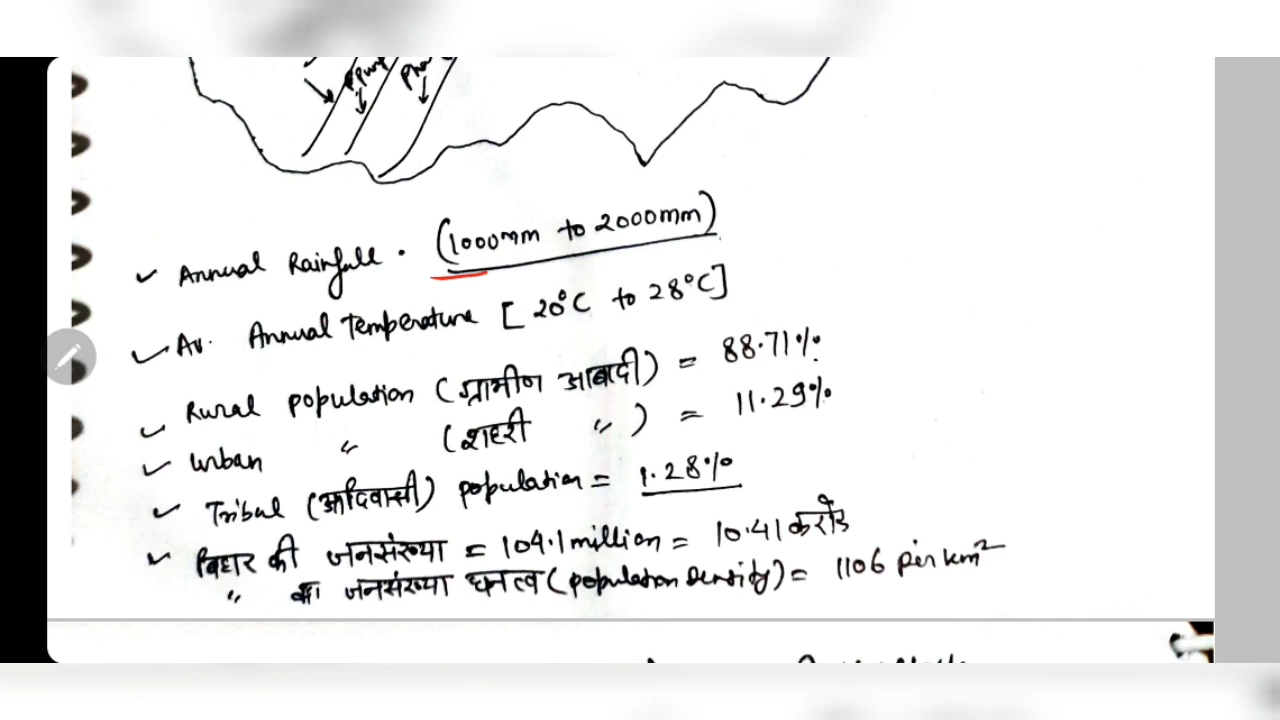 Annual Rainfall. (1000mm to 2000mm)
Av. Annual Temperature [20°C to 28°C]
Rural population (ग्रामीण आबादी) = 88.71%
Urban " (शहरी ") = 11.29%
Tribal (आदिवासी) population = 1.28%
बिहार की जनसंख्या = 104.1 million = 10.41 करोड़
" का जनसंख्या घनत्व (population Density) = 1106 per km²